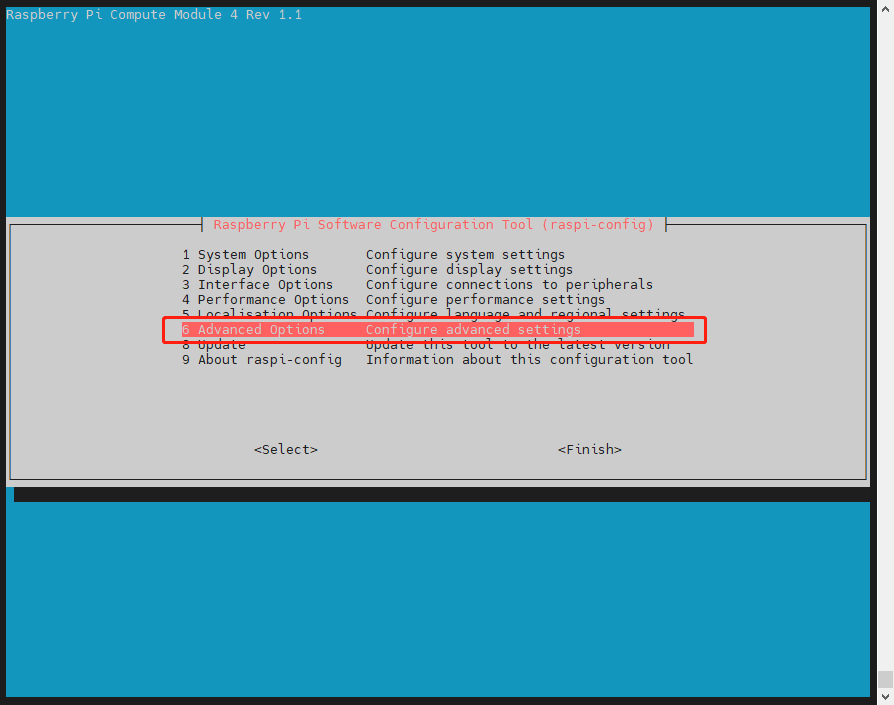 Raspberry Pi Compute Module 4 Rev 1.1
Raspberry Pi Software Configuration Tool (raspi-config)
1 System Options Configure system settings
2 Display Options Configure display settings
3 Interface Options Configure connections to peripherals
4 Performance Options Configure performance settings
5 Localisation Options Configure language and regional settings
6 Advanced Options Configure advanced settings
8 Update Update this tool to the latest version
9 About raspi-config Information about this configuration tool
<Select> <Finish>